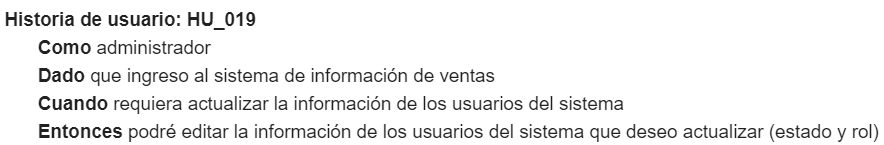 Historia de usuario: HU_019
Como administrador
Dado que ingreso al sistema de información de ventas
Cuando requiera actualizar la información de los usuarios del sistema
Entonces podré editar la información de los usuarios del sistema que deseo actualizar (estado y rol)